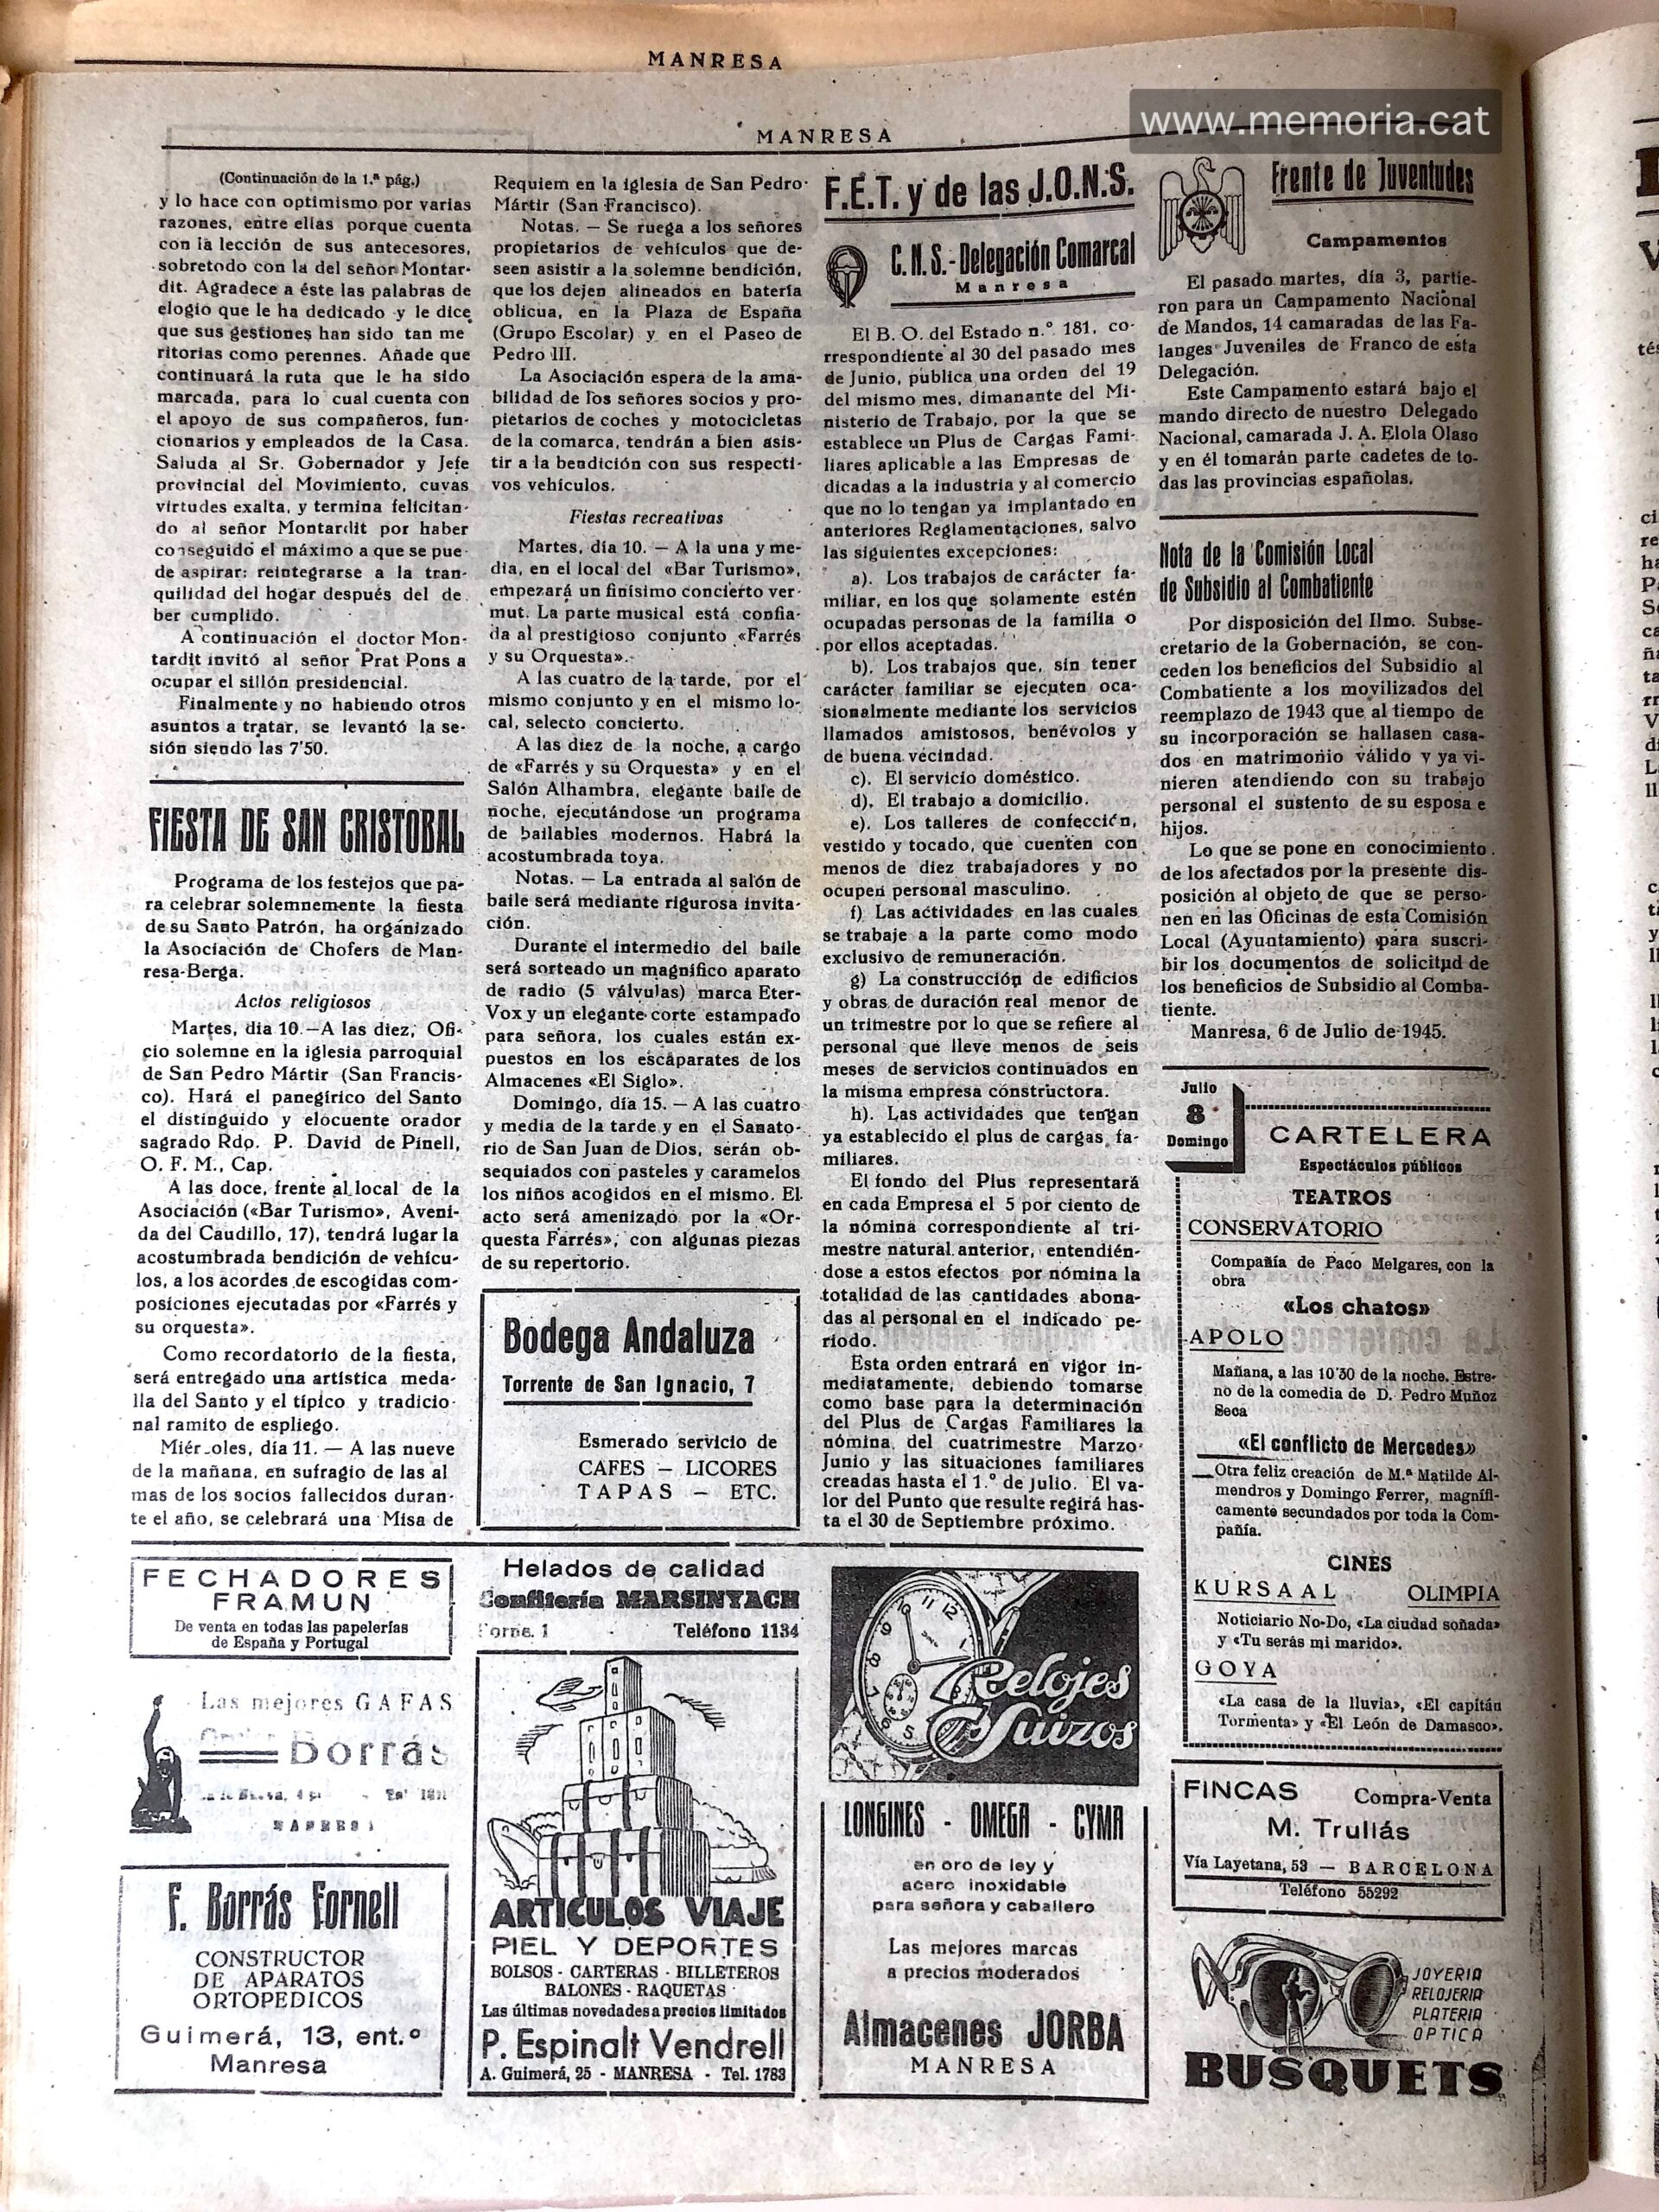 MANRESA
www.memoria.cat
MANRESA
(Continuación de la 1.ª pág.)
y lo hace con optimismo por varias
razones, entre ellas porque cuenta
con la lección de sus antecesores,
sobretodo con la del señor Montar-
dit. Agradece a éste las palabras de
elogio que le ha dedicado y le dice
que sus gestiones han sido tan me
ritorias como perennes. Añade que
continuará la ruta que le ha sido
marcada, para lo cual cuenta con
el apoyo de sus compañeros, fun-
cionarios y empleados de la Casa.
Saluda al Sr. Gobernador y Jefe
provincial del Movimiento, cuvas
virtudes exalta, y termina felicitan-
do al señor Montardit por haber
conseguido el máximo a que se pue-
de aspirar: reintegrarse a la tran-
quilidad del hogar después del de
ber cumplido.
A continuación el doctor Mon-
tardit invitó al señor Prat Pons a
ocupar el sillón presidencial.
Finalmente y no habiendo otros
asuntos a tratar, se levantó la se-
sión siendo las 7'50.
FIESTA DE SAN CRISTOBAL
Programa de los festejos que pa-
ra celebrar solemnemente la fiesta
de su Santo Patrón, ha organizado
la Asociación de Chofers de Man-
resa-Berga.
Actos religiosos
Martes, dia 10.—A las diez, Ofi-
cio solemne en la iglesia parroquial
de San Pedro Mártir (San Francis-
co). Hará el panegírico del Santo
el distinguido y elocuente orador
sagrado Rdo. P. David de Pinell,
O. F. M., Cap.
A las doce, frente al local de la
Asociación («Bar Turismo», Aveni-
da del Caudillo, 17), tendrá lugar la
acostumbrada bendición de vehícu-
los, a los acordes de escogidas com-
posiciones ejecutadas por «Farrés y
su orquesta».
Como recordatorio de la fiesta,
será entregado una artística meda-
lla del Santo y el típico y tradicio
nal ramito de espliego.
Miér oles, día 11. — A las nueve
de la mañana, en sufragio de las al
mas de los socios fallecidos duran-
te el año, se celebrará una Misa de
Requiem en la iglesia de San Pedro
Mártir (San Francisco).
Notas. — Se ruega a los señores
propietarios de vehículos que de-
seen asistir a la solemne bendición,
que los dejen alineados en batería
oblicua, en la Plaza de España
(Grupo Escolar) y en el Paseo de
Pedro III.
La Asociación espera de la ama-
bilidad de los señores socios y pro-
pietarios de coches y motocicletas
de la comarca, tendrán a bien asis-
tir a la bendición con sus respecti-
vos vehículos.
Fiestas recreativas
Martes, día 10. — A la una y me-
dia, en el local del «Bar Turismo»,
empezará un finísimo concierto ver-
mut. La parte musical está confia-
da al prestigioso conjunto «Farrés
y su Orquesta».
A las cuatro de la tarde, por el
mismo conjunto y en el mismo lo-
cal, selecto concierto.
A las diez de la noche, a cargo
de «Farrés y su Orquesta» y en el
Salón Alhambra, elegante baile de
noche, ejecutándose un programa
de bailables modernos. Habrá la
acostumbrada toya.
Notas. — La entrada al salón de
baile será mediante rigurosa invita-
ción.
Durante el intermedio del baile
será sorteado un magnífico aparato
de radio (5 válvulas) marca Eter-
Vox y un elegante corte estampado
para señora, los cuales están ex-
puestos en los escaparates de los
Almacenes «El Siglo».
Domingo, día 15. — A las cuatro
y media de la tarde y en el Sanato-
rio de San Juan de Dios, serán ob-
sequiados con pasteles y caramelos
los niños acogidos en el mismo. El
acto será amenizado por la «Or-
questa Farrés», con algunas piezas
de su repertorio.
Bodega Andaluza
Torrente de San Ignacio, 7
Esmerado servicio de
CAFES – LICORES
TAPAS – ETC.
F.E.T. y de las J.O.N.S.
C. N. S.- Delegación Comarcal
Manresa
El B. O. del Estado n.º 181, co-
rrespondiente al 30 del pasado mes
de Junio, publica una orden del 19
del mismo mes, dimanante del Mi-
nisterio de Trabajo, por la que se
establece un Plus de Cargas Fami-
liares aplicable a las Empresas de
dicadas a la industria y al comercio
que no lo tengan ya implantado en
anteriores Reglamentaciones, salvo
las siguientes excepciones:
a). Los trabajos de carácter fa-
miliar, en los que solamente estén
ocupadas personas de la familia o
por ellos aceptadas.
b). Los trabajos que, sin tener
carácter familiar se ejecuten oca-
sionalmente mediante los servicios
llamados amistosos, benévolos y
de buena vecindad.
c). El servicio doméstico.
d). El trabajo a domicilio.
e). Los talleres de confección,
vestido y tocado, que cuenten con
menos de diez trabajadores y no
ocupen personal masculino.
f) Las actividades en las cuales
se trabaje a la parte como modo
exclusivo de remuneración.
g) La construcción de edificios
y obras de duración real menor de
un trimestre por lo que se refiere al
personal que lleve menos de seis
meses de servicios continuados en
la misma empresa constructora.
h). Las actividades que tengan
ya establecido el plus de cargas fa-
miliares.
El fondo del Plus representará
en cada Empresa el 5 por ciento de
la nómina correspondiente al tri-
mestre natural anterior, entendién-
dose a estos efectos por nómina la
totalidad de las cantidades abona-
das al personal en el indicado pe-
riodo.
Esta orden entrará en vigor in-
mediatamente, debiendo tomarse
como base para la determinación
del Plus de Cargas Familiares la
nómina del cuatrimestre Marzo-
Junio y las situaciones familiares
creadas hasta el 1.º de julio. El va-
lor del Punto que resulte regirá has-
ta el 30 de Septiembre próximo.
Frente de Juventudes
Campamentos
El pasado martes, día 3, partie-
ron para un Campamento Nacional
de Mandos, 14 camaradas de las Fa-
langes Juveniles de Franco de esta
Delegación.
Este Campamento estará bajo el
mando directo de nuestro Delegado
Nacional, camarada J. A. Elola Olaso
y en él tomarán parte cadetes de to-
das las provincias españolas.
Nota de la Comisión Local
de Subsidio al Combatiente
Por disposición del Ilmo. Subse-
cretario de la Gobernación, se con-
ceden los beneficios del Subsidio al
Combatiente a los movilizados del
reemplazo de 1943 que al tiempo de
su incorporación se hallasen casa-
dos en matrimonio válido y ya vi-
nieren atendiendo con su trabajo
personal el sustento de su esposa e
hijos.
Lo que se pone en conocimiento
de los afectados por la presente dis-
posición al objeto de que se perso-
nen en las Oficinas de esta Comisión
Local (Ayuntamiento) para suscri-
bir los documentos de solicitud de
los beneficios de Subsidio al Comba-
tiente.
Manresa, 6 de Julio de 1945.
Julio
8
Domingo
CARTELERA
Espectáculos públicos
TEATROS
CONSERVATORIO
Compañía de Paco Melgares, con la
obra
«Los chatos»
APOLO
Mañana, a las 10'30 de la noche. Estre-
no de la comedia de D. Pedro Muñoz
Seca
«El conflicto de Mercedes»
Otra feliz creación de M.ª Matilde Al-
mendros y Domingo Ferrer, magnífi-
camente secundados por toda la Com-
pañía.
CINES
KURSAAL OLIMPIA
Noticiario No-Do, «La ciudad soñada»
y «Tu serás mi marido».
GOYA
«La casa de la lluvia», «El capitán
Tormenta» y «El León de Damasco».
FECHADORES
FRAMUN
De venta en todas las papelerías
de España y Portugal
Las mejores GAFAS
Borrás
MANRESA
F. Borrás Fornell
CONSTRUCTOR
DE APARATOS
ORTOPEDICOS
Guimerá, 13, ent.º
Manresa
Helados de calidad
Confitería MARSINYACH
1 Teléfono 1134
ARTICULOS VIAJE
PIEL Y DEPORTES
BOLSOS - CARTERAS - BILLETEROS
BALONES - RAQUETAS
Las últimas novedades a precios limitados
P. Espinalt Vendrell
A. Guimerá, 25 - MANRESA - Tel. 1783
Relojes
Suizos
LONGINES - OMEGA - CYMA
en oro de ley y
acero inoxidable
para señora y caballero
Las mejores marcas
a precios moderados
Almacenes JORBA
MANRESA
FINCAS Compra-Venta
M. Trullás
Vía Layetana, 53 — BARCELONA
Teléfono 55292
JOYERIA
RELOJERIA
PLATERIA
OPTICA
BUSQUETS